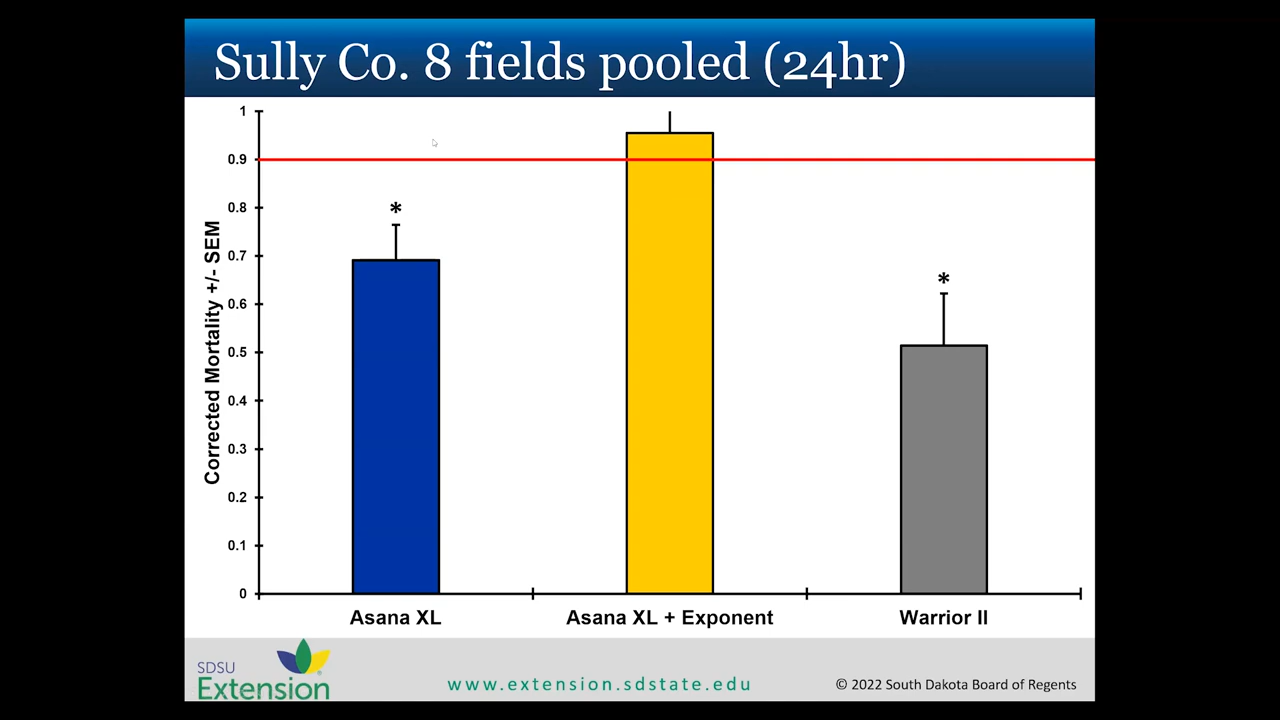 Sully Co. 8 fields pooled (24hr)
1
0.9
0.8
0.7
0.6
0.5
0.4
0.3
0.2
0.1
0
Corrected Mortality +/- SEM
*
*
Asana XL
Asana XL + Exponent
Warrior II
SDSU
Extension
www.extension.sdstate.edu
© 2022 South Dakota Board of Regents